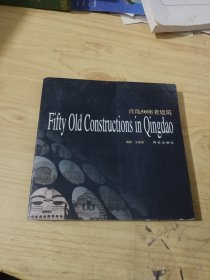 青岛50座老建筑
Fifty Old Constructions in Qingdao